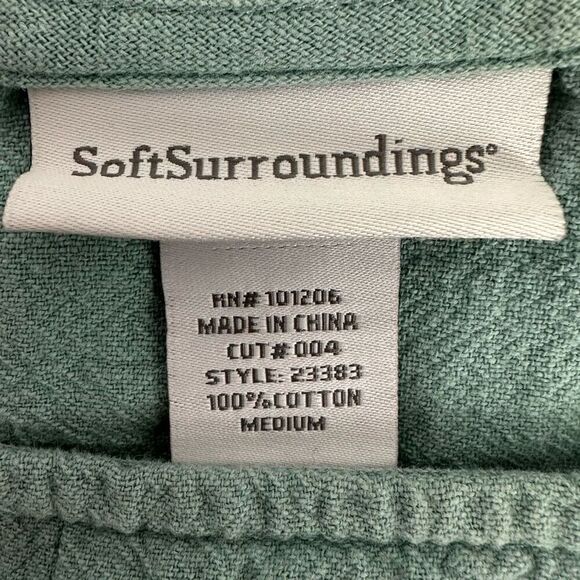 SoftSurroundings®
RN# 101206
MADE IN CHINA
CUT# 004
STYLE: 23383
100% COTTON
MEDIUM